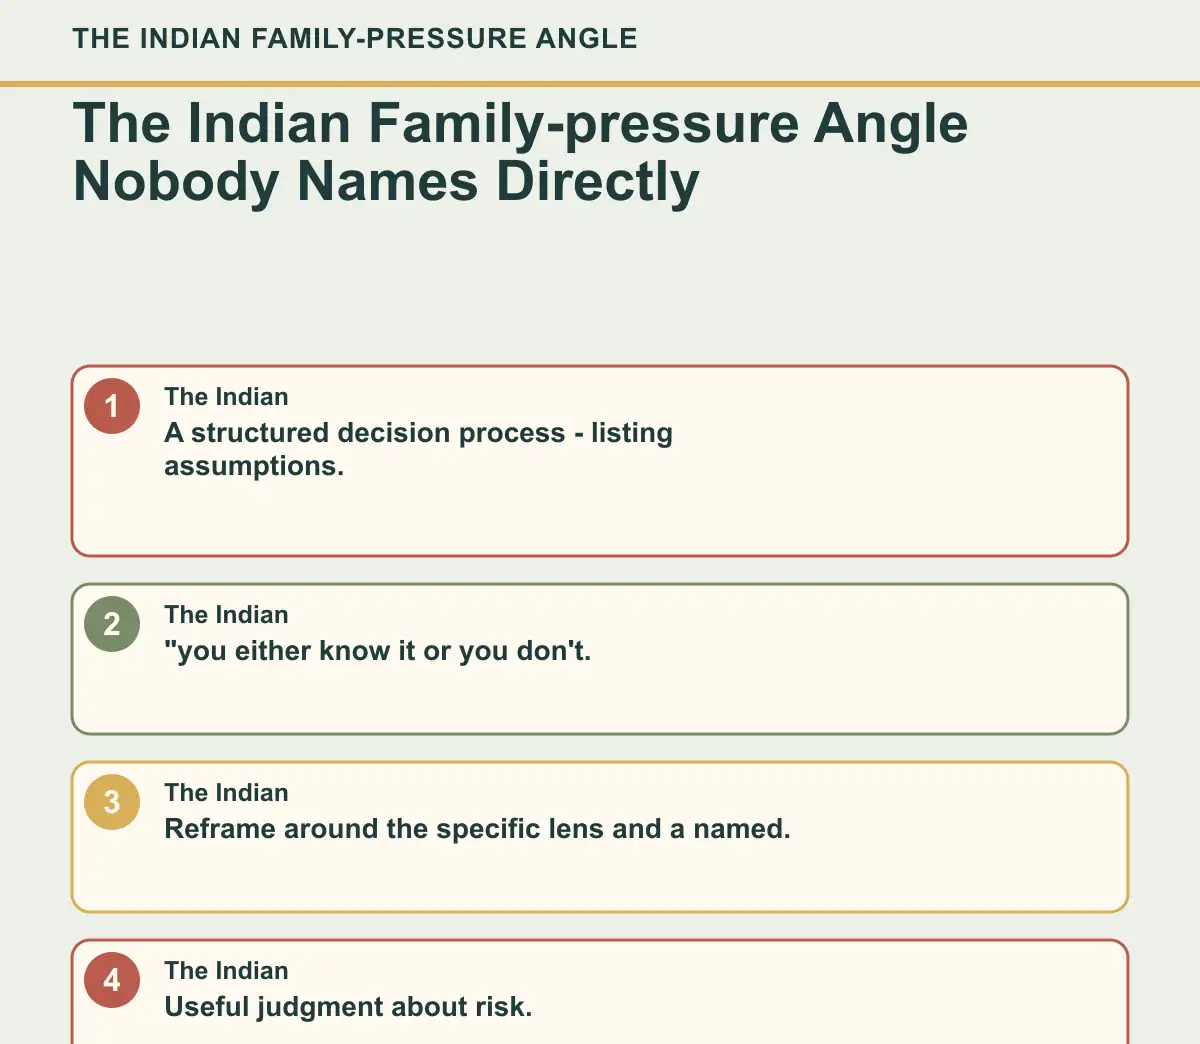 THE INDIAN FAMILY-PRESSURE ANGLE
The Indian Family-pressure Angle
Nobody Names Directly
1
The Indian
A structured decision process - listing
assumptions.
2
The Indian
"you either know it or you don't.
3
The Indian
Reframe around the specific lens and a named.
4
The Indian
Useful judgment about risk.